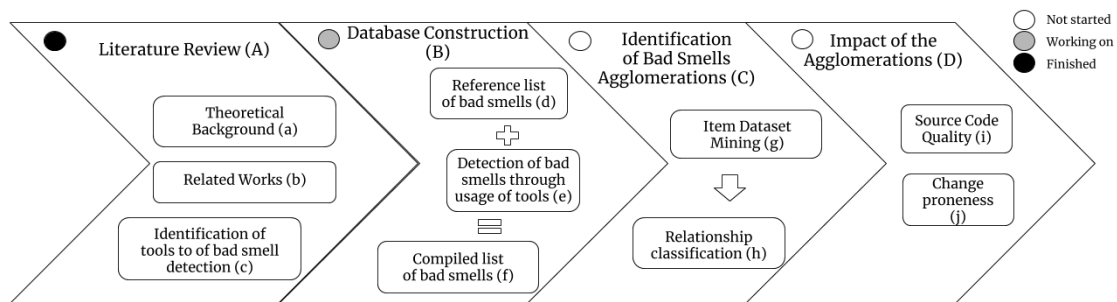 Literature Review (A)
Theoretical
Background (a)
Related Works (b)
Identification of
tools to of bad smell
detection (c)
Database Construction
(B)
Reference list
of bad smells (d)
Detection of bad
smells through
usage of tools (e)
Compiled list
of bad smells (f)
Identification
of Bad Smells
Agglomerations (C)
Item Dataset
Mining (g)
Relationship
classification (h)
Impact of the
Agglomerations (D)
Source Code
Quality (i)
Change
proneness
(j)
Not started
Working on
Finished